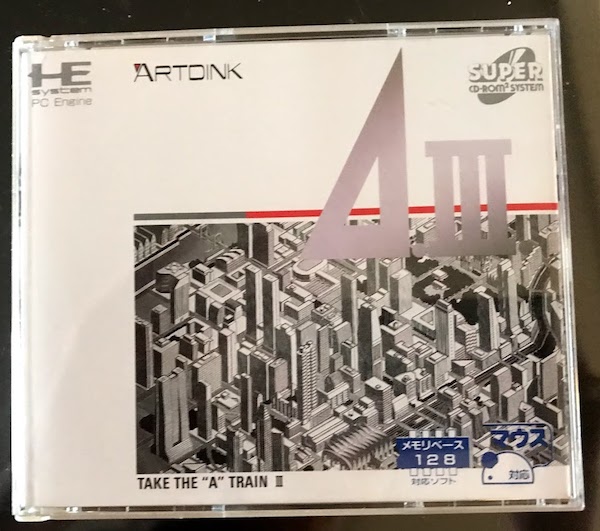 HE
system
PC Engine
ARTDINK
SUPER
CD-ROM² SYSTEM
A.III.
メモリベース
128
対応ソフト
マウス
対応
TAKE THE "A" TRAIN III